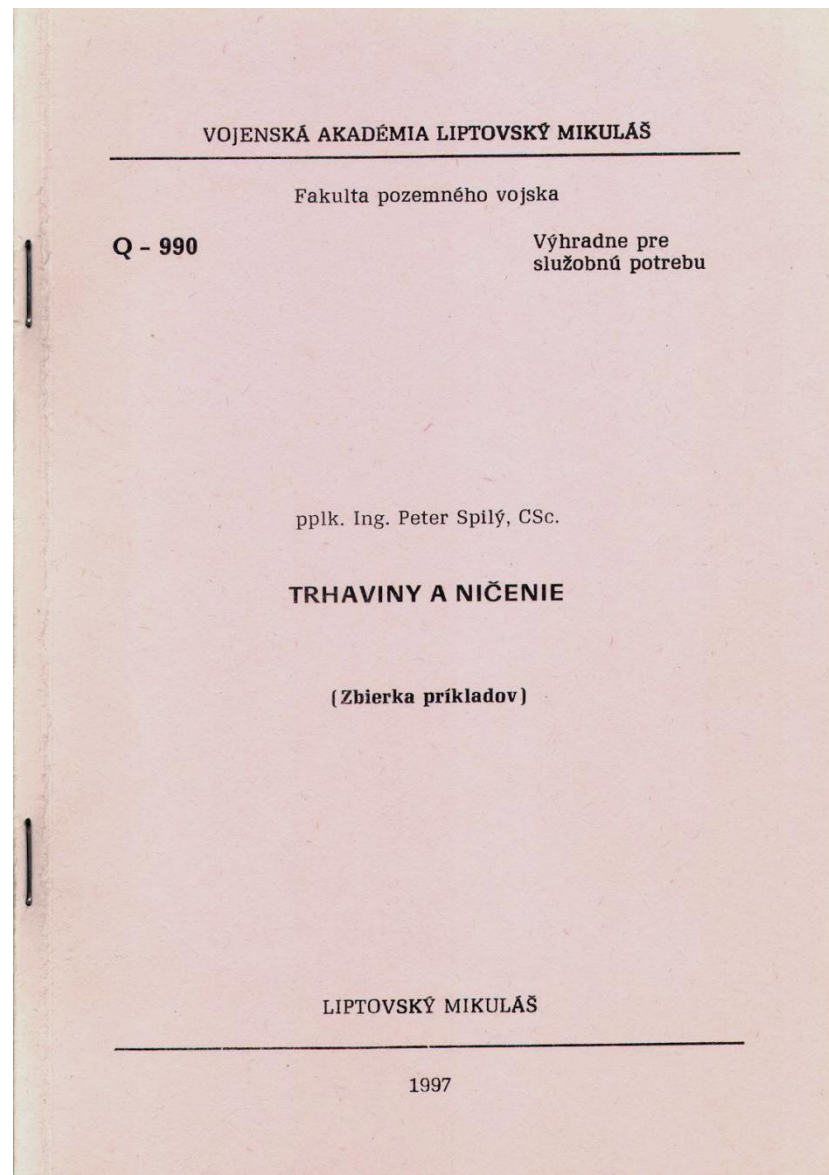 VOJENSKÁ AKADÉMIA LIPTOVSKÝ MIKULÁŠ
Fakulta pozemného vojska
Q – 990
Výhradne pre
služobnú potrebu
pplk. Ing. Peter Spilý, CSc.
TRHAVINY A NIČENIE
(Zbierka príkladov)
LIPTOVSKÝ MIKULÁŠ
1997